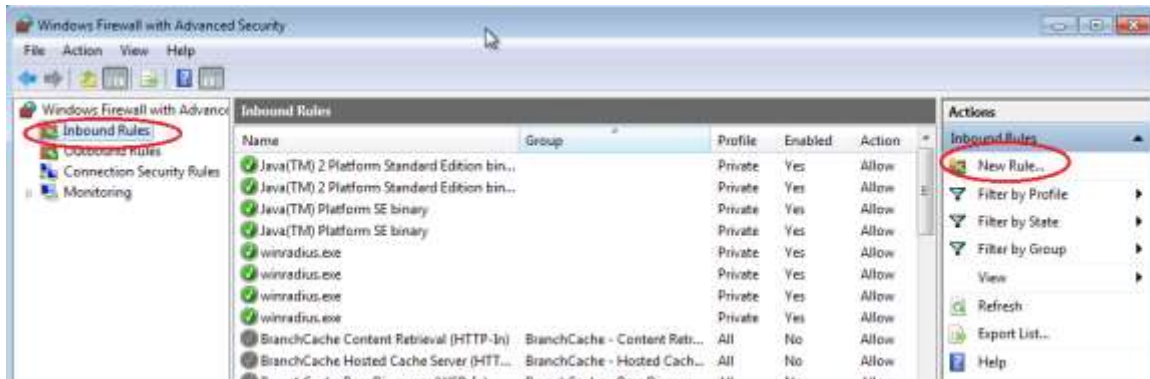 Windows Firewall with Advanced Security
File Action View Help
Windows Firewall with Advance
Inbound Rules
Outbound Rules
Connection Security Rules
Monitoring
Inbound Rules
Name Group Profile Enabled Action
Java(TM) 2 Platform Standard Edition bin... Private Yes Allow
Java(TM) 2 Platform Standard Edition bin... Private Yes Allow
Java(TM) Platform SE binary Private Yes Allow
Java(TM) Platform SE binary Private Yes Allow
winradius.exe Private Yes Allow
winradius.exe Private Yes Allow
winradius.exe Private Yes Allow
winradius.exe Private Yes Allow
BranchCache Content Retrieval (HTTP-In) BranchCache - Content Retr... All No Allow
BranchCache Hosted Cache Server (HTT... BranchCache - Hosted Cach... All No Allow
Actions
Inbound Rules
New Rule...
Filter by Profile
Filter by State
Filter by Group
View
Refresh
Export List...
Help